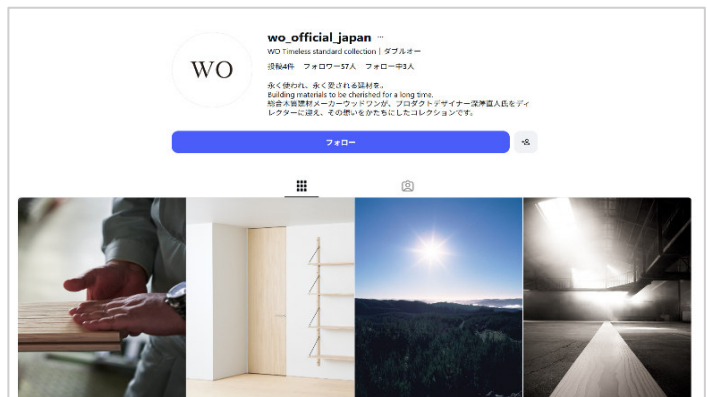 WO
wo_official_japan ...
WO Timeless standard collection | ダブルオー
投稿4件 フォロワー57人 フォロー中3人
永く使われ、永く愛される建材を。
Building materials to be cherished for a long time.
総合木質建材メーカーウッドワンが、プロダクトデザイナー深澤直人氏をディ
レクターに迎え、その想いをかたちにしたコレクションです。
フォロー